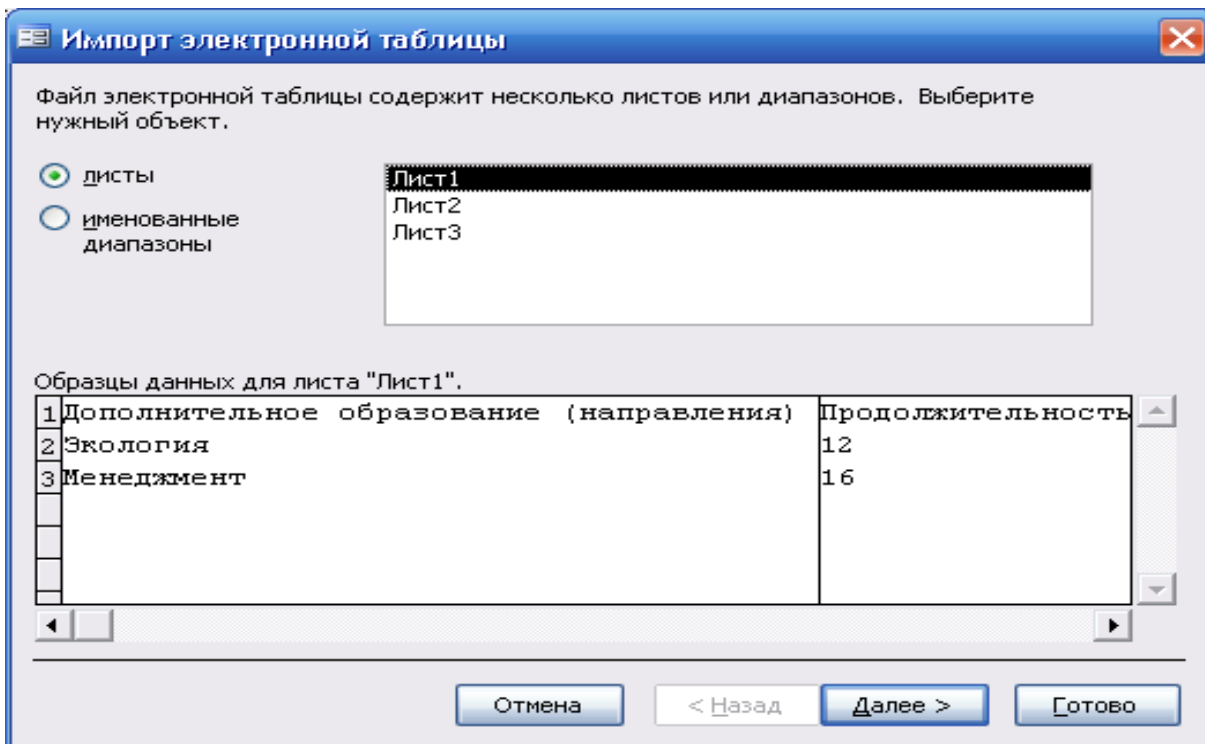 Импорт электронной таблицы
Файл электронной таблицы содержит несколько листов или диапазонов. Выберите
нужный объект.
листы
именованные
диапазоны
Лист1
Лист2
Лист3
Образцы данных для листа "Лист1".
1 Дополнительное образование (направления) Продолжительность
2 Экология 12
3 Менеджмент 16
Отмена < Назад Далее > Готово